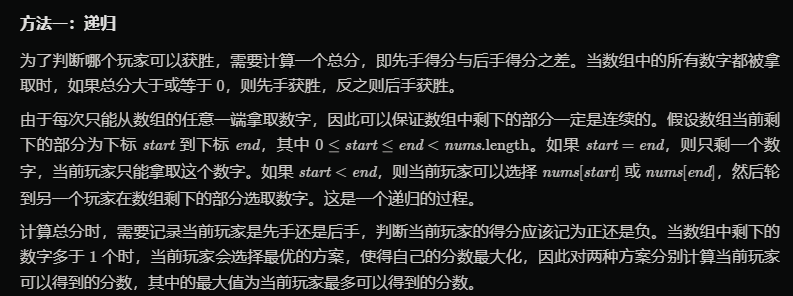 方法一：递归
为了判断哪个玩家可以获胜，需要计算一个总分，即先手得分与后手得分之差。当数组中的所有数字都被拿
取时，如果总分大于或等于 0，则先手获胜，反之则后手获胜。
由于每次只能从数组的任意一端拿取数字，因此可以保证数组中剩下的部分一定是连续的。假设数组当前剩
下的部分为下标 start 到下标 end，其中 0 ≤ start ≤ end < nums.length。如果 start = end，则只剩一个数
字，当前玩家只能拿取这个数字。如果 start < end，则当前玩家可以选择 nums[start] 或 nums[end]，然后轮
到另一个玩家在数组剩下的部分选取数字。这是一个递归的过程。
计算总分时，需要记录当前玩家是先手还是后手，判断当前玩家的得分应该记为正还是负。当数组中剩下的
数字多于 1 个时，当前玩家会选择最优的方案，使得自己的分数最大化，因此对两种方案分别计算当前玩家
可以得到的分数，其中的最大值为当前玩家最多可以得到的分数。